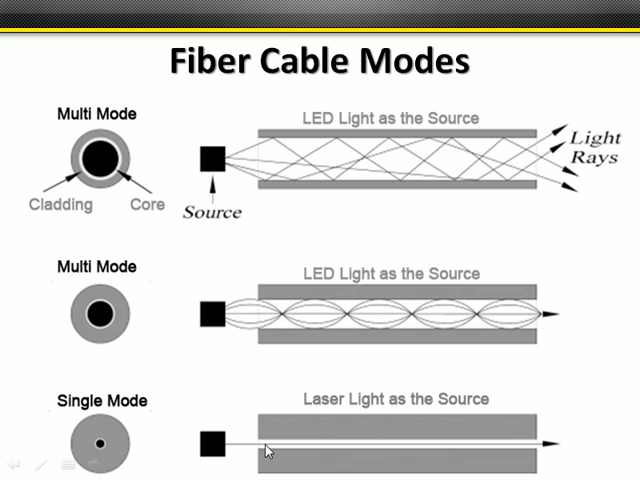 Fiber Cable Modes
Multi Mode
LED Light as the Source
Light
Rays
Cladding
Core
Source
Multi Mode
LED Light as the Source
Single Mode
Laser Light as the Source